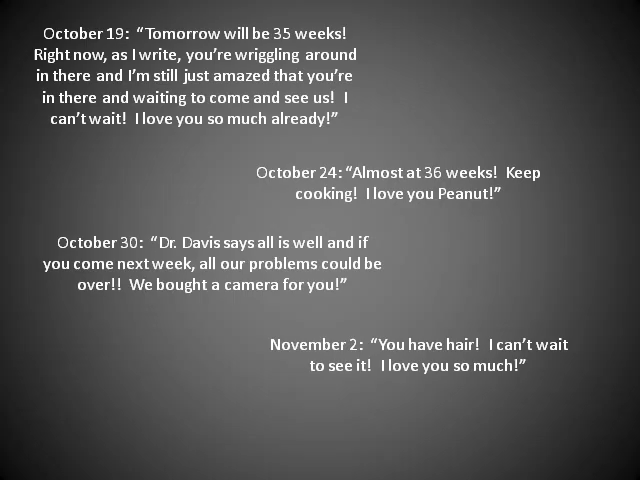 October 19:  “Tomorrow will be 35 weeks!
Right now, as I write, you’re wriggling around
in there and I’m still just amazed that you’re
in there and waiting to come and see us!  I
can’t wait!  I love you so much already!”
October 24: “Almost at 36 weeks!  Keep
cooking!  I love you Peanut!”
October 30:  “Dr. Davis says all is well and if
you come next week, all our problems could be
over!!  We bought a camera for you!”
November 2:  “You have hair!  I can’t wait
to see it!  I love you so much!”